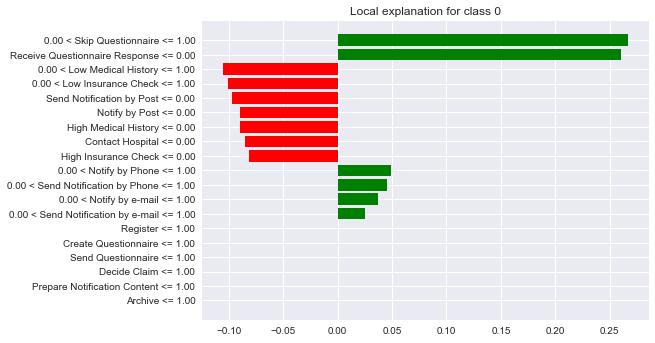 Local explanation for class 0
0.00 < Skip Questionnaire <= 1.00
Receive Questionnaire Response <= 0.00
0.00 < Low Medical History <= 1.00
0.00 < Low Insurance Check <= 1.00
Send Notification by Post <= 0.00
Notify by Post <= 0.00
High Medical History <= 0.00
Contact Hospital <= 0.00
High Insurance Check <= 0.00
0.00 < Notify by Phone <= 1.00
0.00 < Send Notification by Phone <= 1.00
0.00 < Notify by e-mail <= 1.00
0.00 < Send Notification by e-mail <= 1.00
Register <= 1.00
Create Questionnaire <= 1.00
Send Questionnaire <= 1.00
Decide Claim <= 1.00
Prepare Notification Content <= 1.00
Archive <= 1.00
−0.10 −0.05 0.00 0.05 0.10 0.15 0.20 0.25